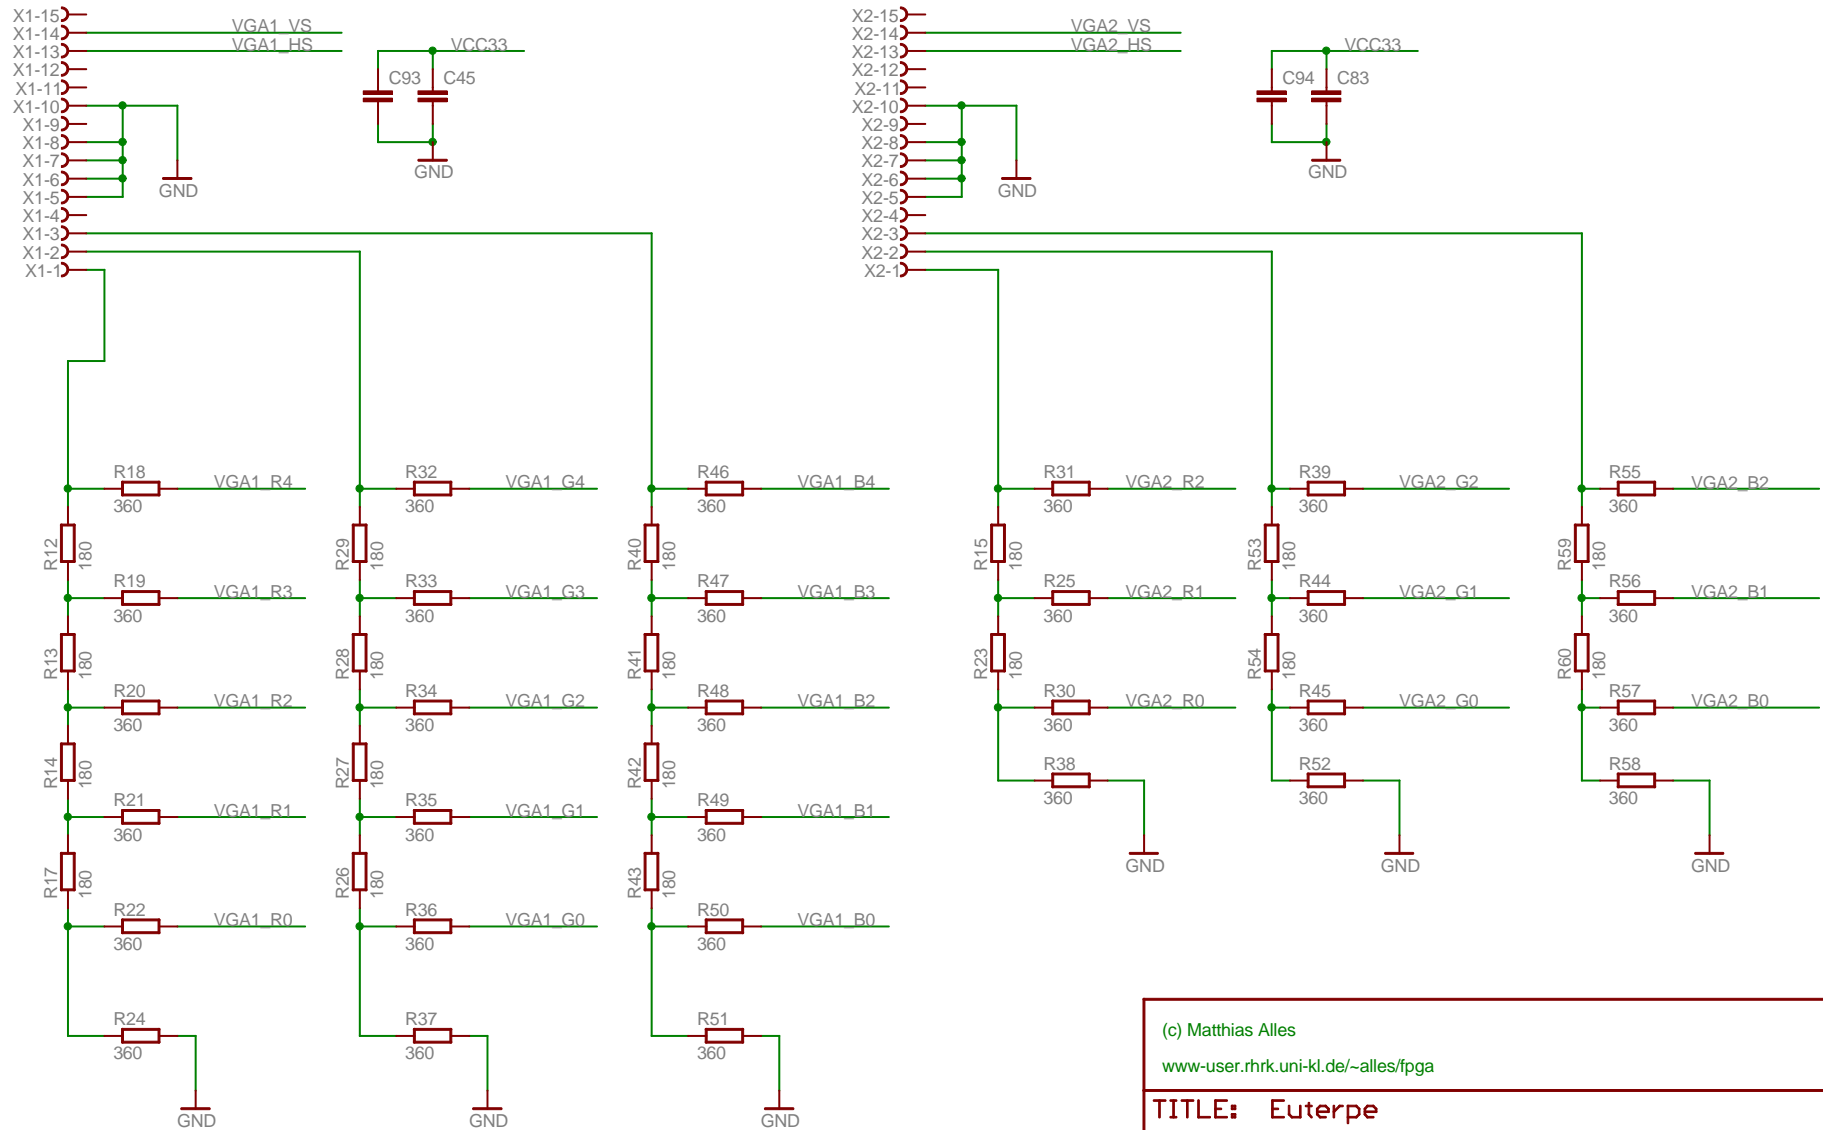 X1-15
X1-14
X1-13
X1-12
X1-11
X1-10
X1-9
X1-8
X1-7
X1-6
X1-5
X1-4
X1-3
X1-2
X1-1
VGA1_VS
VGA1_HS
VCC33
C93
C45
GND
GND
X2-15
X2-14
X2-13
X2-12
X2-11
X2-10
X2-9
X2-8
X2-7
X2-6
X2-5
X2-4
X2-3
X2-2
X2-1
VGA2_VS
VGA2_HS
VCC33
C94
C83
GND
GND
R18
360
VGA1_R4
R12
180
R19
360
VGA1_R3
R13
180
R20
360
VGA1_R2
R14
180
R21
360
VGA1_R1
R17
180
R22
360
VGA1_R0
R24
360
GND
R32
360
VGA1_G4
R29
180
R33
360
VGA1_G3
R28
180
R34
360
VGA1_G2
R27
180
R35
360
VGA1_G1
R26
180
R36
360
VGA1_G0
R37
360
GND
R46
360
VGA1_B4
R40
180
R47
360
VGA1_B3
R41
180
R48
360
VGA1_B2
R42
180
R49
360
VGA1_B1
R43
180
R50
360
VGA1_B0
R51
360
GND
R31
360
VGA2_R2
R15
180
R25
360
VGA2_R1
R23
180
R30
360
VGA2_R0
R38
360
GND
R39
360
VGA2_G2
R53
180
R44
360
VGA2_G1
R54
180
R45
360
VGA2_G0
R52
360
GND
R55
360
VGA2_B2
R59
180
R56
360
VGA2_B1
R60
180
R57
360
VGA2_B0
R58
360
GND
(c) Matthias Alles
www-user.rhrk.uni-kl.de/~alles/fpga
TITLE: Euterpe